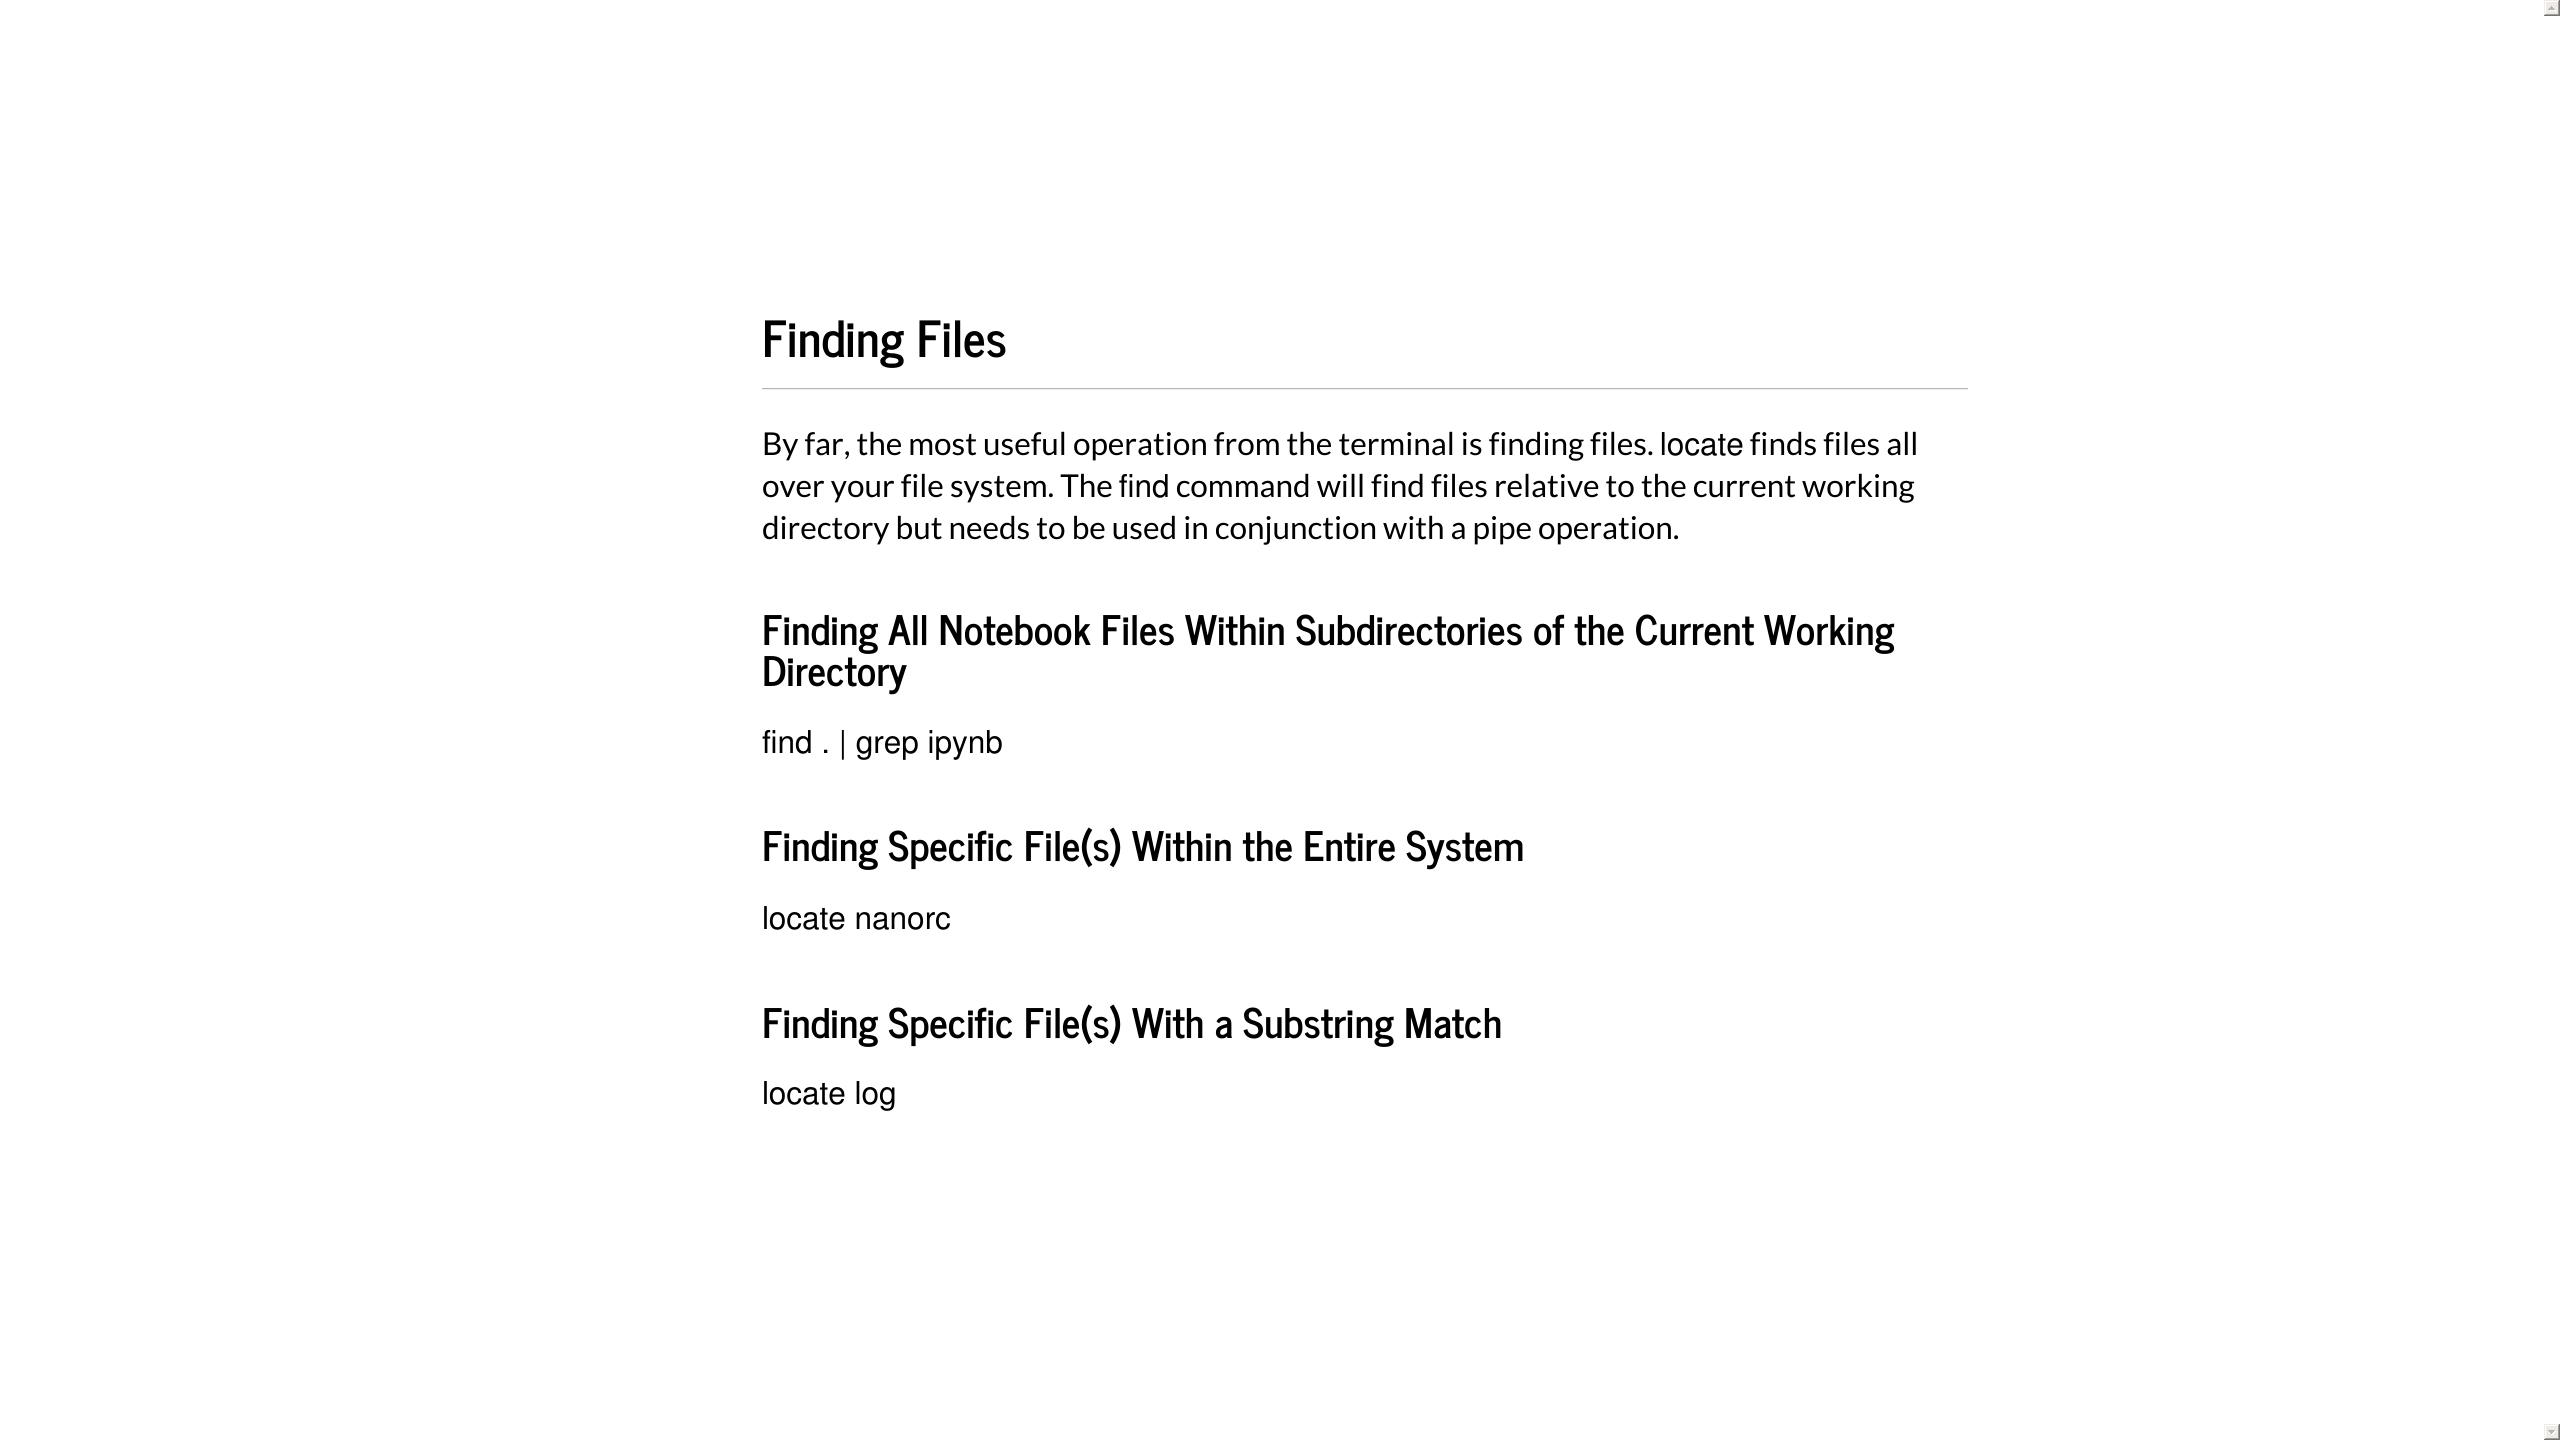 Finding Files
By far, the most useful operation from the terminal is finding files. locate finds files all
over your file system. The find command will find files relative to the current working
directory but needs to be used in conjunction with a pipe operation.
Finding All Notebook Files Within Subdirectories of the Current Working
Directory
find . | grep ipynb
Finding Specific File(s) Within the Entire System
locate nanorc
Finding Specific File(s) With a Substring Match
locate log